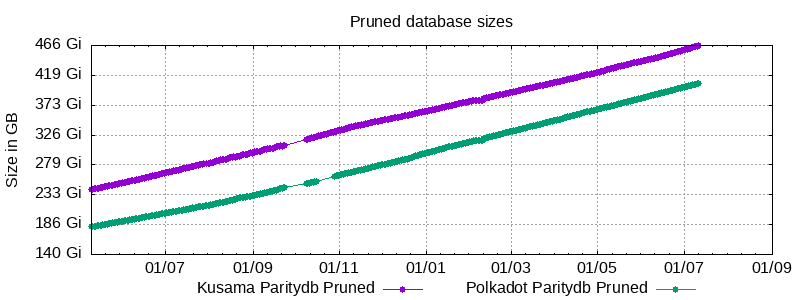 Pruned database sizes
Size in GB
466 Gi
419 Gi
373 Gi
326 Gi
279 Gi
233 Gi
186 Gi
140 Gi
01/07 01/09 01/11 01/01 01/03 01/05 01/07 01/09
Kusama Paritydb Pruned Polkadot Paritydb Pruned